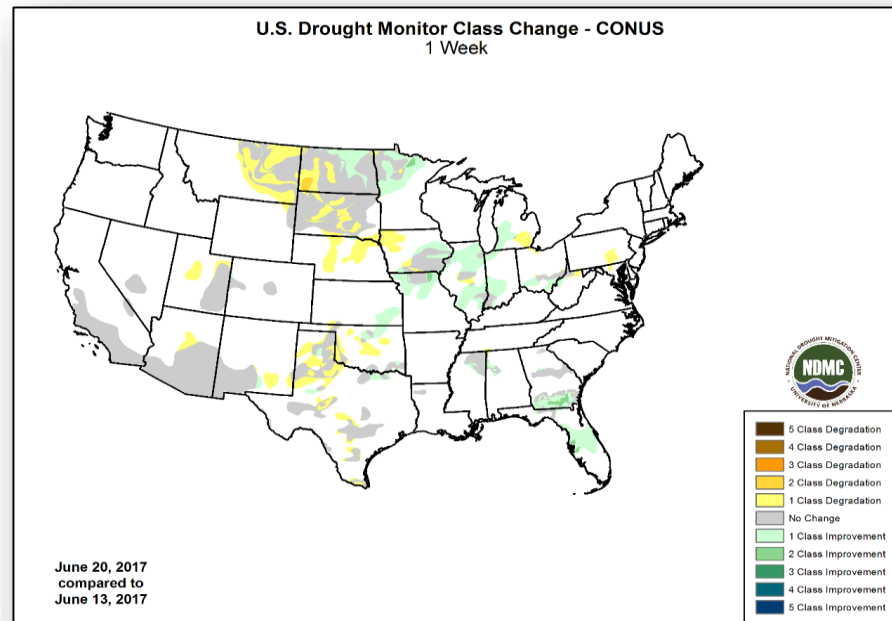 U.S. Drought Monitor Class Change - CONUS
1 Week
NATIONAL DROUGHT MITIGATION CENTER
NDMC
UNIVERSITY OF NEBRASKA
5 Class Degradation
4 Class Degradation
3 Class Degradation
2 Class Degradation
1 Class Degradation
No Change
1 Class Improvement
2 Class Improvement
3 Class Improvement
4 Class Improvement
5 Class Improvement
June 20, 2017
compared to
June 13, 2017